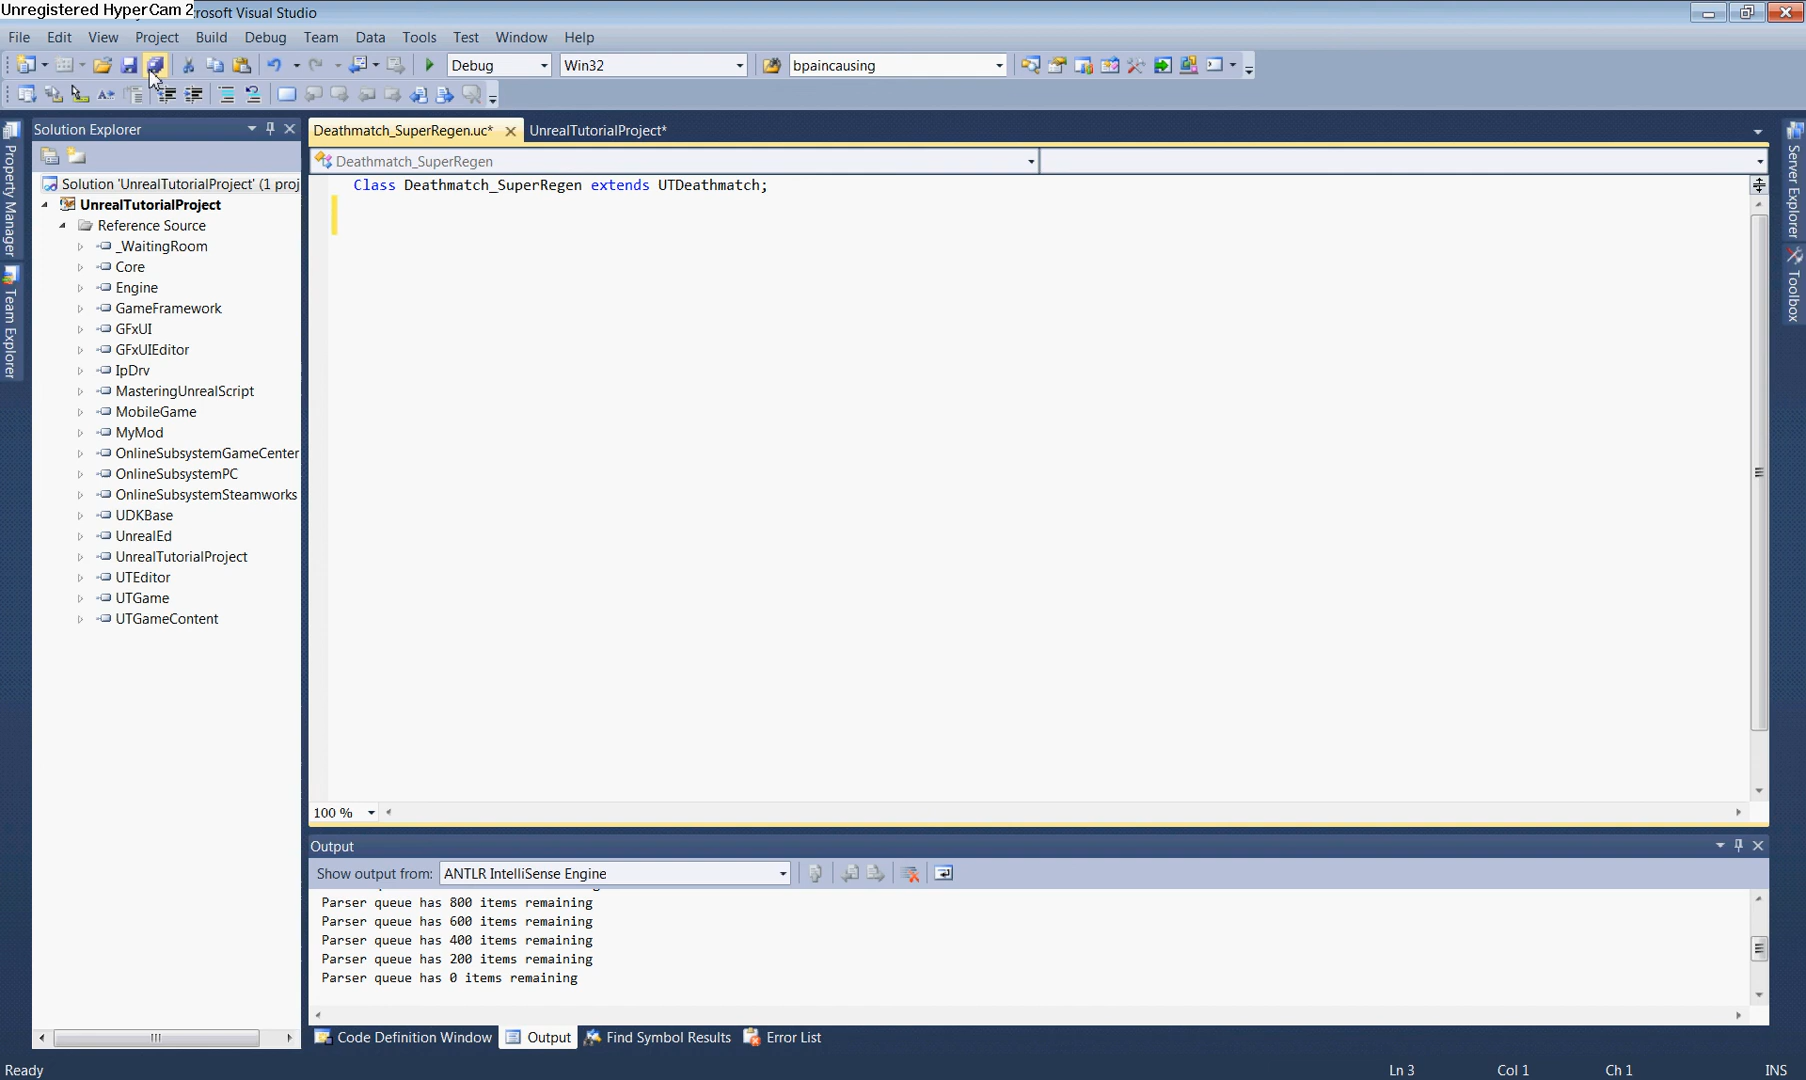 Unregistered HyperCam 2 rosoft Visual Studio
File Edit View Project Build Debug Team Data Tools Test Window Help
Debug Win32 bpaincausing
Solution Explorer
Deathmatch_SuperRegen.uc* UnrealTutorialProject*
Deathmatch_SuperRegen
Solution 'UnrealTutorialProject' (1 proj
UnrealTutorialProject
Reference Source
_WaitingRoom
Core
Engine
GameFramework
GFxUI
GFxUIEditor
IpDrv
MasteringUnrealScript
MobileGame
MyMod
OnlineSubsystemGameCenter
OnlineSubsystemPC
OnlineSubsystemSteamworks
UDKBase
UnrealEd
UnrealTutorialProject
UTEditor
UTGame
UTGameContent
Property Manager
Team Explorer
Class Deathmatch_SuperRegen extends UTDeathmatch;
100 %
Server Explorer
Toolbox
Output
Show output from: ANTLR IntelliSense Engine
Parser queue has 800 items remaining
Parser queue has 600 items remaining
Parser queue has 400 items remaining
Parser queue has 200 items remaining
Parser queue has 0 items remaining
Code Definition Window Output Find Symbol Results Error List
Ready Ln 3 Col 1 Ch 1 INS